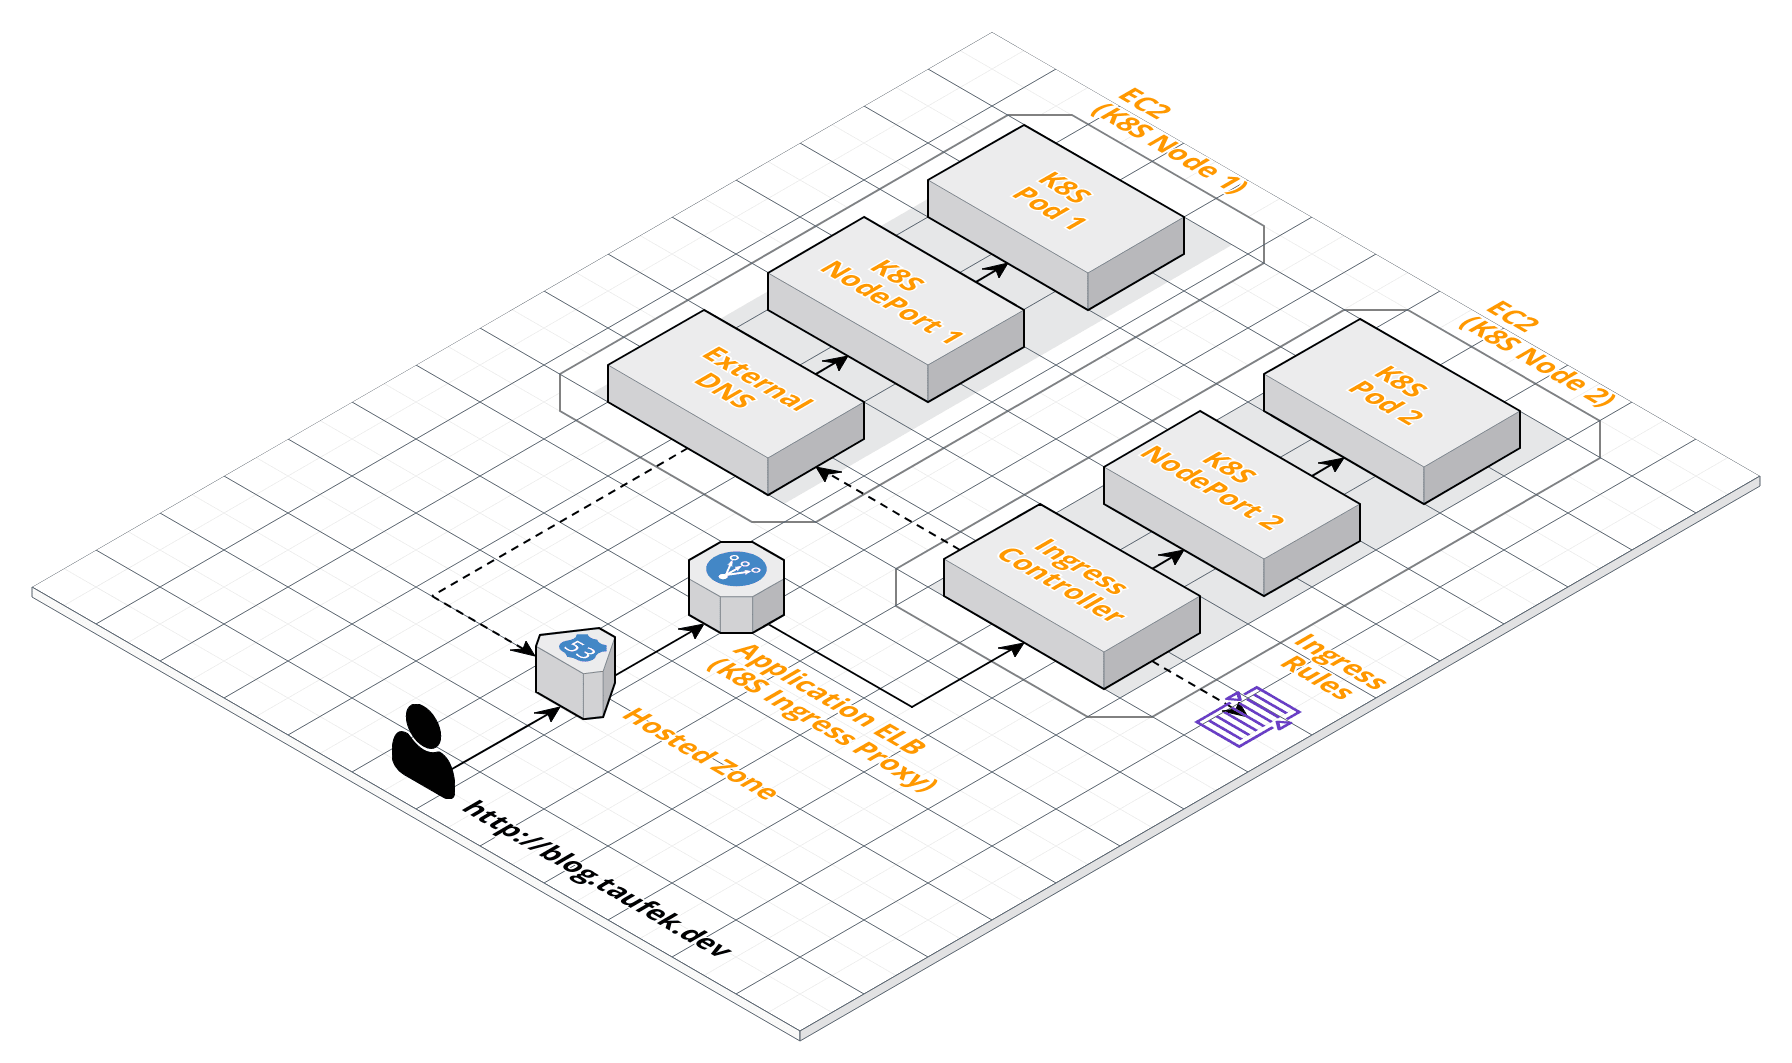 EC2
(K8S Node 1)
K8S
Pod 1
K8S
NodePort 1
External
DNS
EC2
(K8S Node 2)
K8S
Pod 2
K8S
NodePort 2
Ingress
Controller
Ingress
Rules
53
Application ELB
(K8S Ingress Proxy)
Hosted Zone
http://blog.taufek.dev